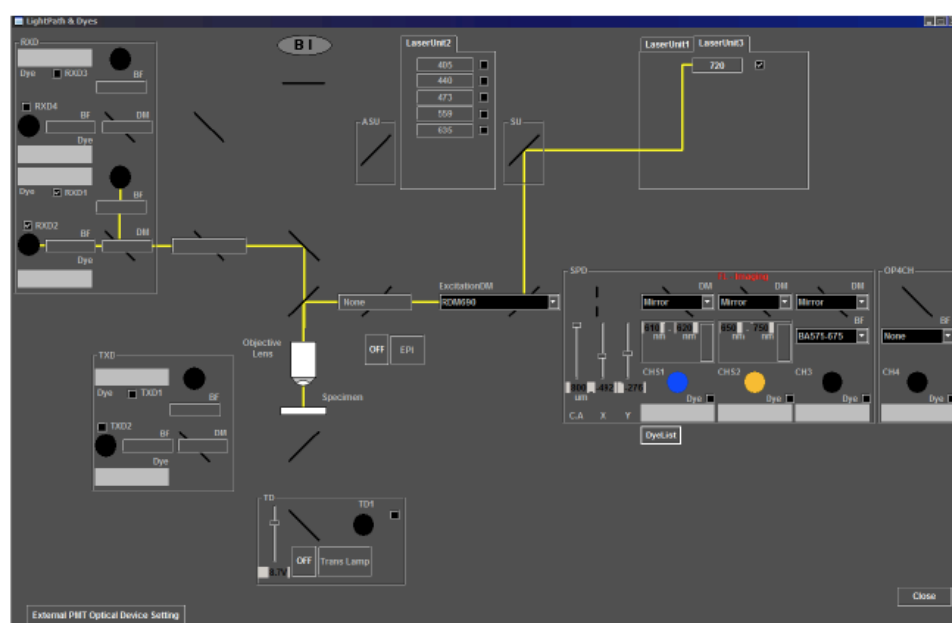 LightPath & Dyes
RXD
Dye RXD3 BF
RXD4
BF DM
Dye
Dye RXD1 BF
RXD2
BF DM
Dye
BI
LaserUnit2
405
440
473
559
635
ASU
SU
LaserUnit1 LaserUnit3
720
None
ExcitationDM
RDM690
OFF EPI
Objective
Lens
Specimen
TXD
Dye TXD1 BF
TXD2
BF DM
Dye
TD
TD1
OFF Trans Lamp
SPD
DM DM DM
Mirror Mirror Mirror
610 - 620
nm nm
650 - 750
nm nm
BF
BA575-675
CHS1 CHS2 CH3
800 -492 -276
um
C.A X Y
Dye Dye Dye
DyeList
OP4CH
BF
None
CH4
Dye
Close
External PMT Optical Device Setting